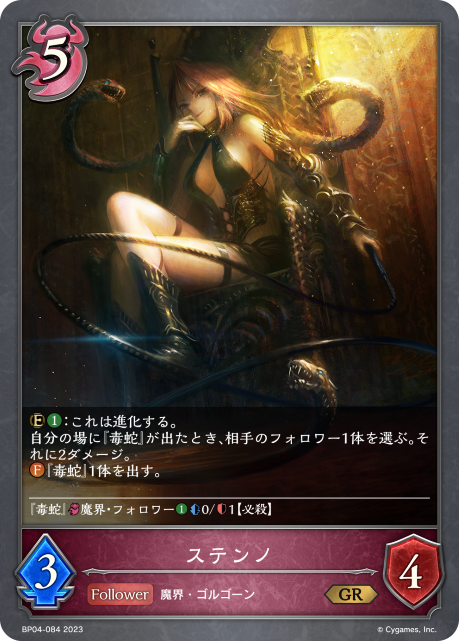 5
E 1：これは進化する。
自分の場に『毒蛇』が出たとき、相手のフォロワー1体を選ぶ。そ
れに2ダメージ。
F『毒蛇』1体を出す。
『毒蛇』魔界・フォロワー 1 0/ 1【必殺】
ステンノ
3
Follower 魔界・ゴルゴーン GR
4
BP04-084 2023 © Cygames, Inc.